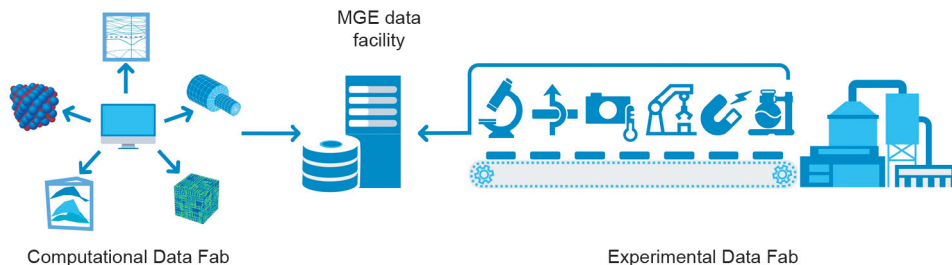 MGE data
facility
Computational Data Fab
Experimental Data Fab